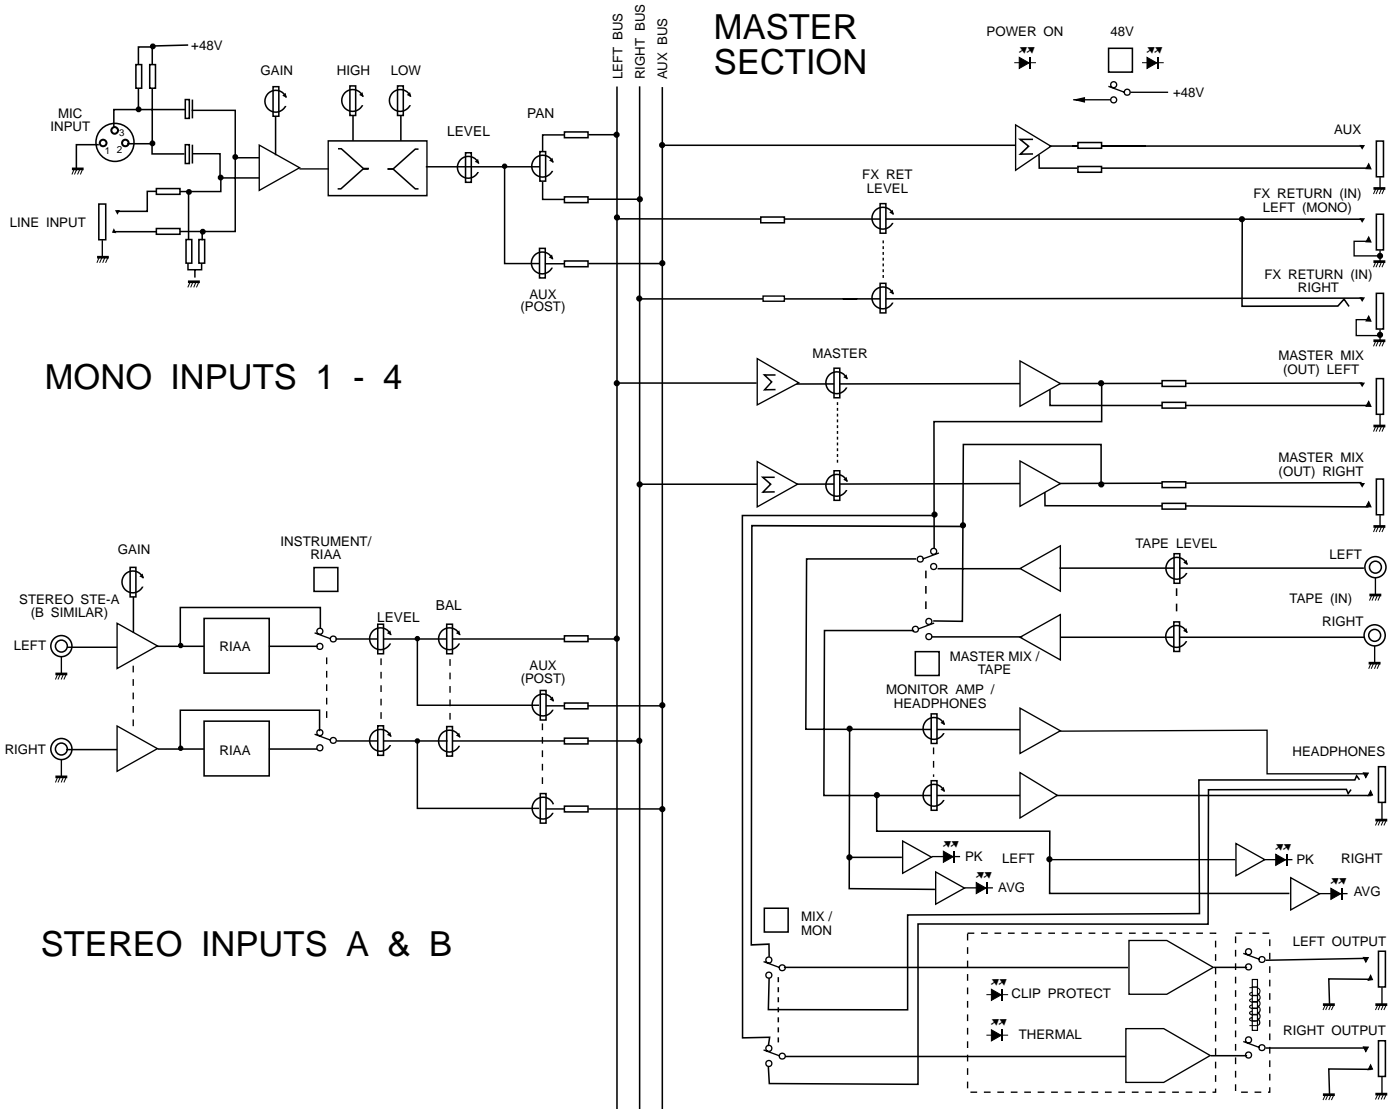 MASTER
SECTION
LEFT BUS
RIGHT BUS
AUX BUS
POWER ON
48V
+48V
+48V
GAIN
HIGH
LOW
MIC
INPUT
3
1
2
LEVEL
PAN
LINE INPUT
AUX
(POST)
AUX
FX RET
LEVEL
FX RETURN (IN)
LEFT (MONO)
FX RETURN (IN)
RIGHT
MONO INPUTS 1 - 4
MASTER
Σ
Σ
Σ
MASTER MIX
(OUT) LEFT
MASTER MIX
(OUT) RIGHT
GAIN
INSTRUMENT/
RIAA
STEREO STE-A
(B SIMILAR)
LEFT
RIAA
LEVEL
BAL
AUX
(POST)
RIGHT
RIAA
TAPE LEVEL
LEFT
TAPE (IN)
RIGHT
MASTER MIX /
TAPE
MONITOR AMP /
HEADPHONES
HEADPHONES
PK
LEFT
AVG
PK
RIGHT
AVG
STEREO INPUTS A & B
MIX /
MON
CLIP PROTECT
THERMAL
LEFT OUTPUT
RIGHT OUTPUT